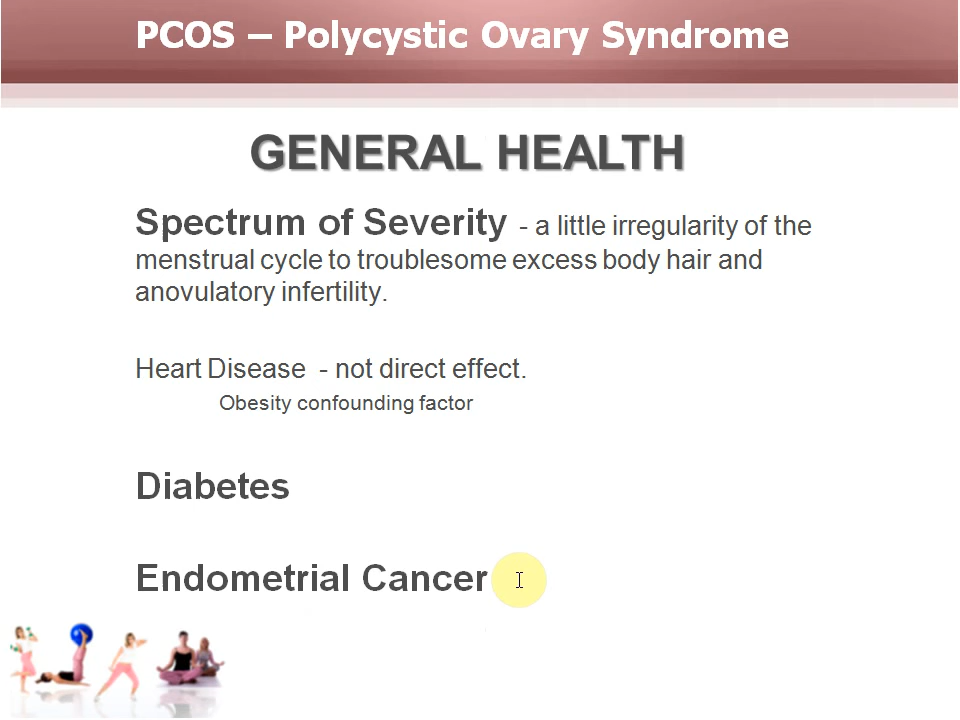 PCOS – Polycystic Ovary Syndrome
GENERAL HEALTH
Spectrum of Severity - a little irregularity of the
menstrual cycle to troublesome excess body hair and
anovulatory infertility.
Heart Disease - not direct effect.
Obesity confounding factor
Diabetes
Endometrial Cancer